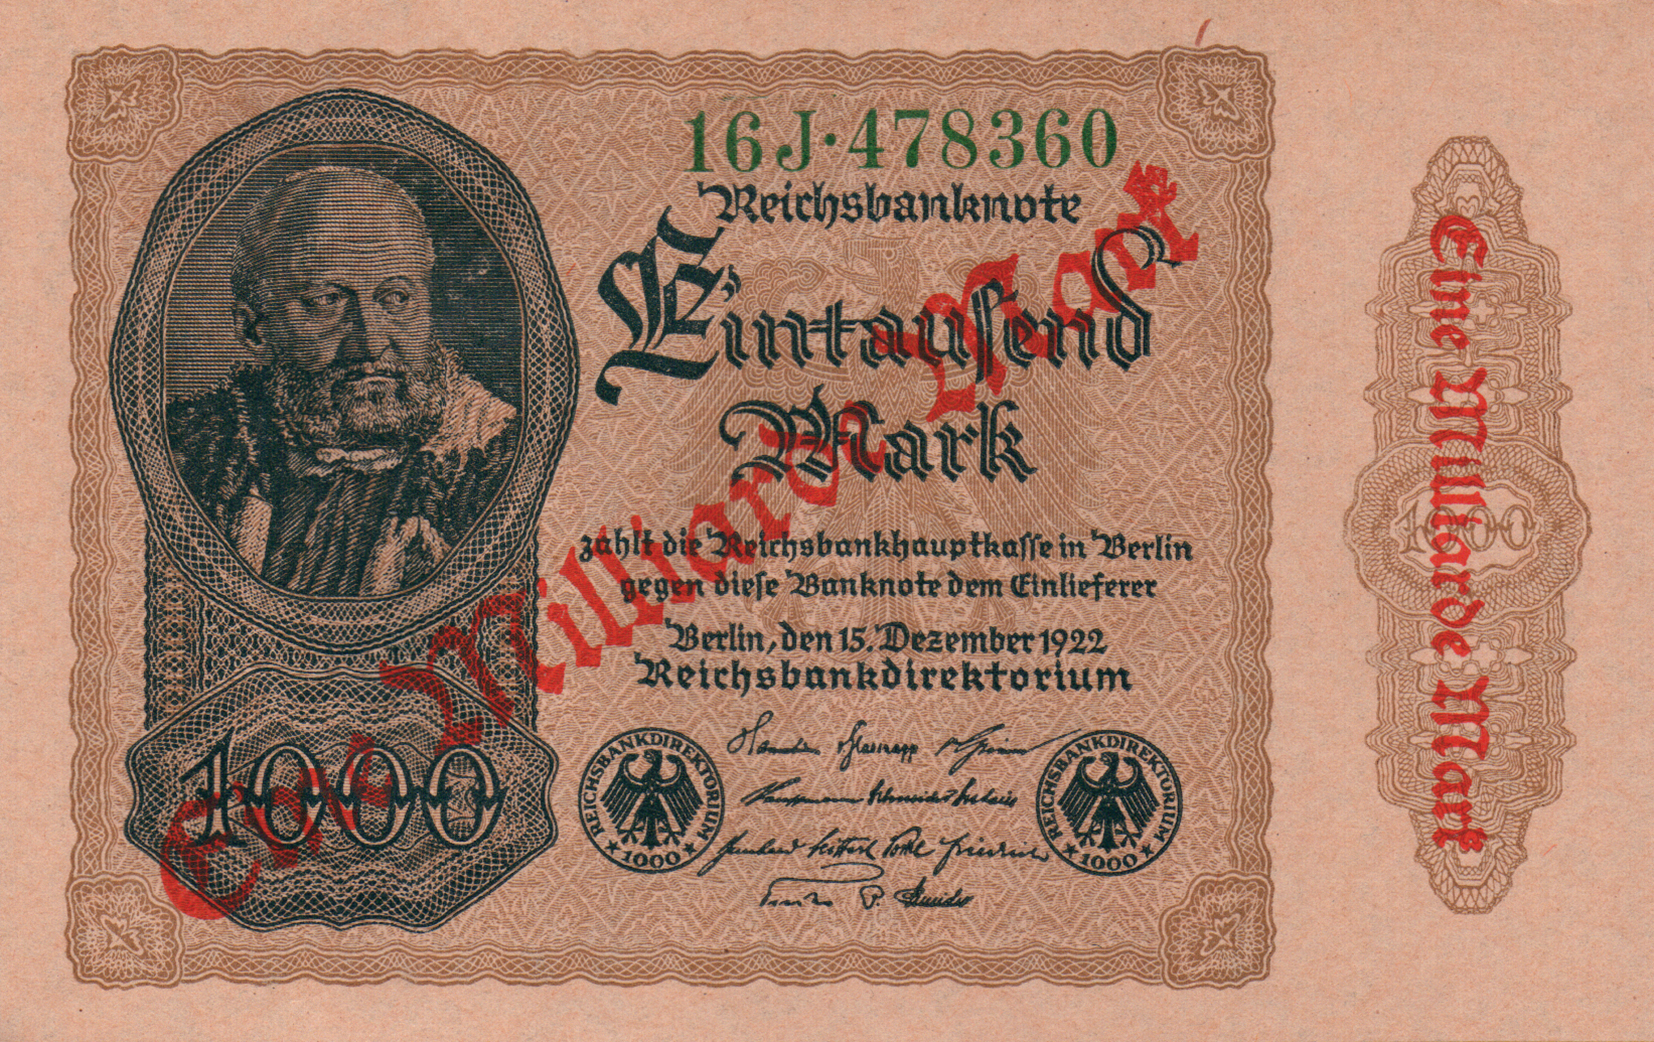 16J·478360
Reichsbanknote
Eintausend
Mark
zahlt die Reichsbankhauptkasse in Berlin
gegen diese Banknote dem Einlieferer
Berlin, den 15. Dezember 1922
Reichsbankdirektorium
1000
REICHSBANKDIREKTORIUM
★ 1000 ★
REICHSBANKDIREKTORIUM
★ 1000 ★
Eine Milliarde Mark
Eine Milliarde Mark
1000